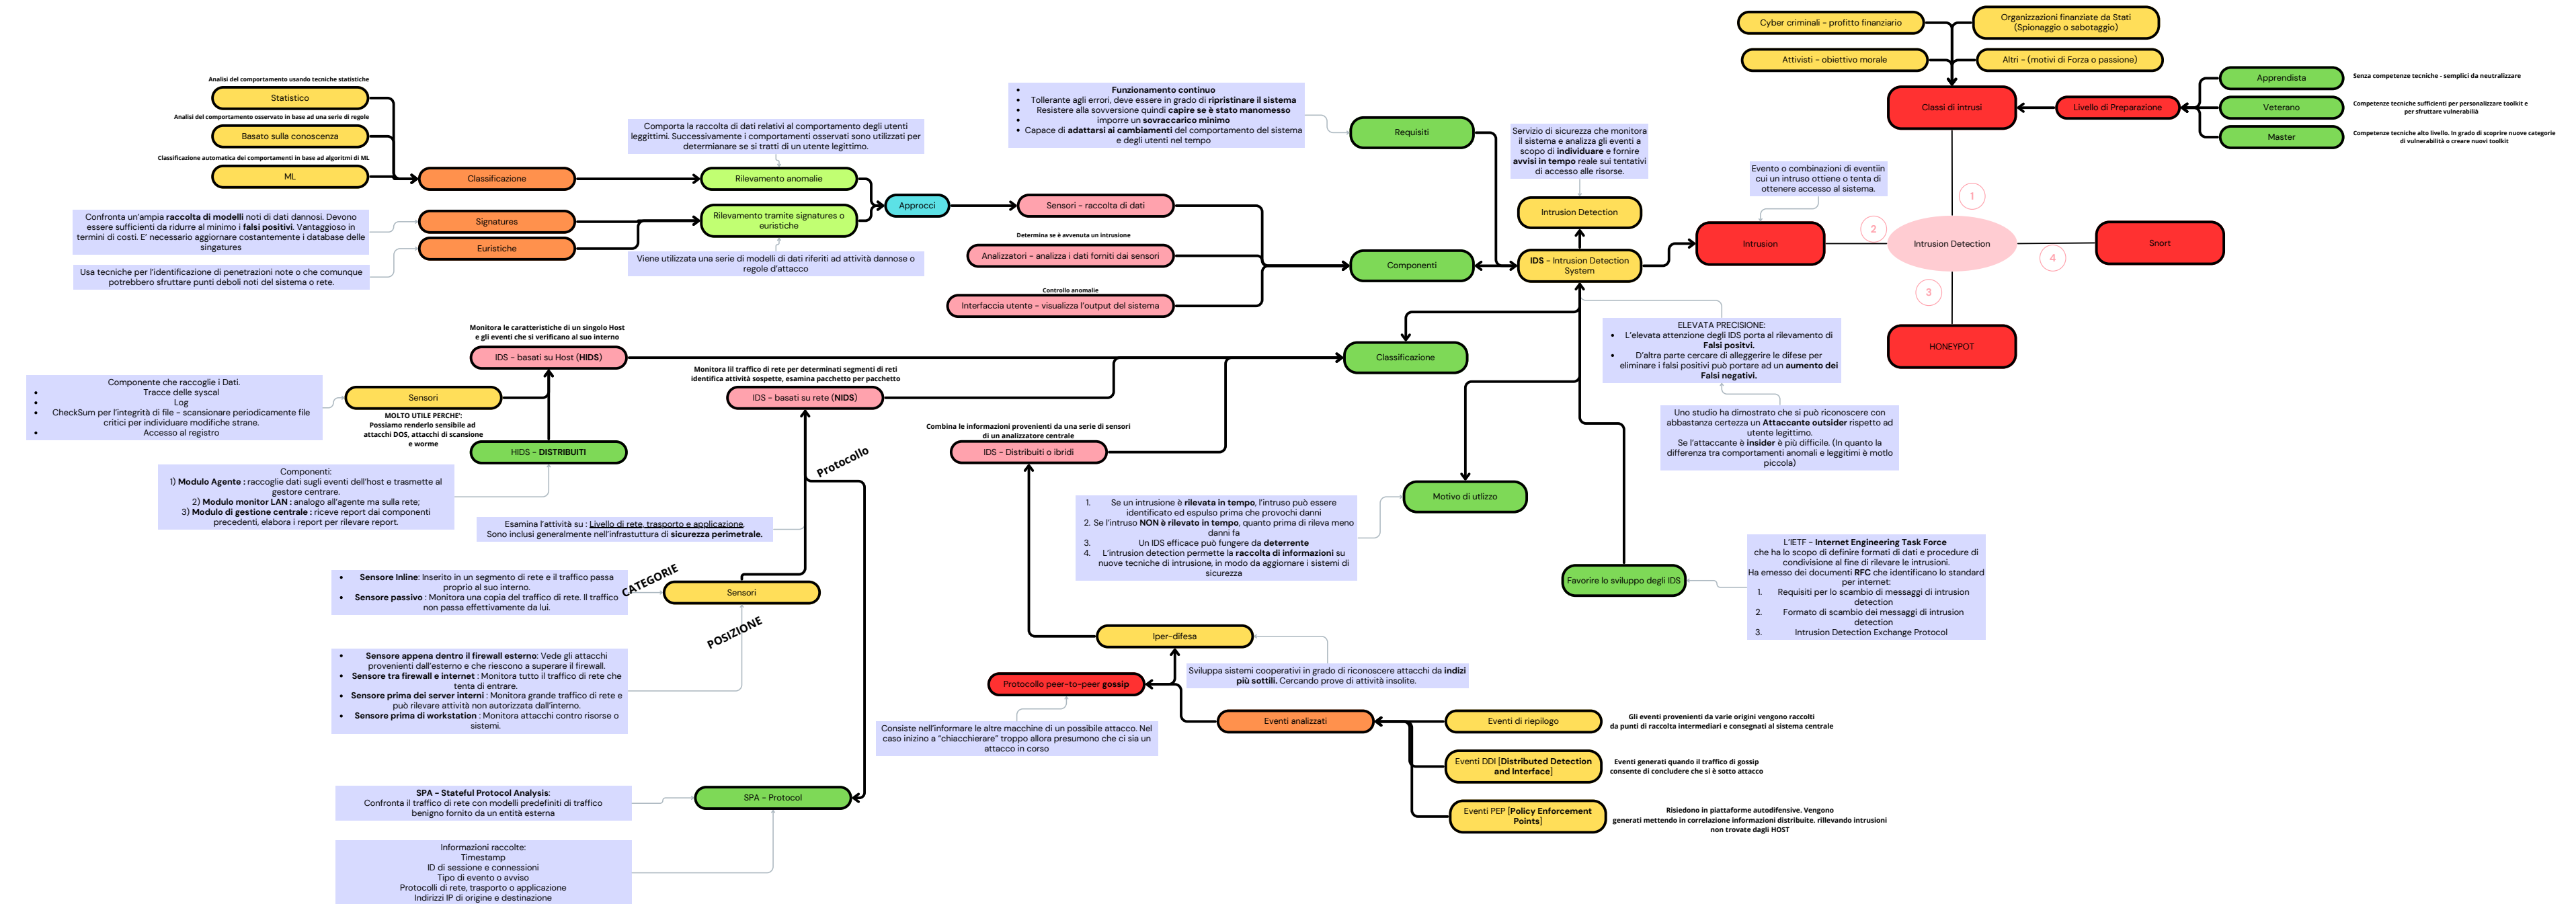 Cyber criminali - profitto finanziario
Organizzazioni finanziate da Stati
(Spionaggio o sabotaggio)
Attivisti - obiettivo morale
Altri - (motivi di Forza o passione)
Classi di intrusi
Livello di Preparazione
Apprendista
Senza competenze tecniche - semplici da neutralizzare
Veterano
Competenze tecniche sufficienti per personalizzare toolkit e
per sfruttare vulnerabilià
Master
Competenze tecniche alto livello. In grado di scoprire nuove categorie
di vulnerabilità o creare nuovi toolkit
1
2
3
4
Intrusion Detection
Snort
HONEYPOT
Intrusion
Evento o combinazioni di eventiin
cui un intruso ottiene o tenta di
ottenere accesso al sistema.
Servizio di sicurezza che monitora
il sistema e analizza gli eventi a
scopo di individuare e fornire
avvisi in tempo reale sui tentativi
di accesso alle risorse.
Intrusion Detection
IDS - Intrusion Detection
System
Requisiti
• Funzionamento continuo
• Tollerante agli errori, deve essere in grado di ripristinare il sistema
• Resistere alla sovversione quindi capire se è stato manomesso
• imporre un sovraccarico minimo
• Capace di adattarsi ai cambiamenti del comportamento del sistema
e degli utenti nel tempo
Componenti
Sensori - raccolta di dati
Determina se è avvenuta un intrusione
Analizzatori - analizza i dati forniti dai sensori
Controllo anomalie
Interfaccia utente - visualizza l'output del sistema
Approcci
Comporta la raccolta di dati relativi al comportamento degli utenti
leggittimi. Successivamente i comportamenti osservati sono utilizzati per
determianare se si tratti di un utente legittimo.
Rilevamento anomalie
Rilevamento tramite signatures o
euristiche
Viene utilizzata una serie di modelli di dati riferiti ad attività dannose o
regole d'attacco
Classificazione
Signatures
Euristiche
Analisi del comportamento usando tecniche statistiche
Statistico
Analisi del comportamento osservato in base ad una serie di regole
Basato sulla conoscenza
Classificazione automatica dei comportamenti in base ad algoritmi di ML
ML
Confronta un'ampia raccolta di modelli noti di dati dannosi. Devono
essere sufficienti da ridurre al minimo i falsi positivi. Vantaggioso in
termini di costi. E' necessario aggiornare costantemente i database delle
singatures
Usa tecniche per l'identificazione di penetrazioni note o che comunque
potrebbero sfruttare punti deboli noti del sistema o rete.
Classificazione
Monitora le caratteristiche di un singolo Host
e gli eventi che si verificano al suo interno
IDS - basati su Host (HIDS)
Sensori
MOLTO UTILE PERCHE':
Possiamo renderlo sensibile ad
attacchi DOS, attacchi di scansione
e worme
Componente che raccoglie i Dati.
• Tracce delle syscal
• Log
• CheckSum per l'integrità di file - scansionare periodicamente file
critici per individuare modifiche strane.
• Accesso al registro
HIDS - DISTRIBUITI
Componenti:
1) Modulo Agente : raccoglie dati sugli eventi dell'host e trasmette al
gestore centrare.
2) Modulo monitor LAN : analogo all'agente ma sulla rete;
3) Modulo di gestione centrale : riceve report dai componenti
precedenti, elabora i report per rilevare report.
Monitora lil traffico di rete per determinati segmenti di reti
identifica attività sospette, esamina pacchetto per pacchetto
IDS - basati su rete (NIDS)
Protocollo
Esamina l'attività su : Livello di rete, trasporto e applicazione.
Sono inclusi generalmente nell'infrastuttura di sicurezza perimetrale.
Sensori
CATEGORIE
• Sensore Inline: Inserito in un segmento di rete e il traffico passa
proprio al suo interno.
• Sensore passivo : Monitora una copia del traffico di rete. Il traffico
non passa effettivamente da lui.
POSIZIONE
• Sensore appena dentro il firewall esterno: Vede gli attacchi
provenienti dall'esterno e che riescono a superare il firewall.
• Sensore tra firewall e internet : Monitora tutto il traffico di rete che
tenta di entrare.
• Sensore prima dei server interni : Monitora grande traffico di rete e
può rilevare attività non autorizzata dall'interno.
• Sensore prima di workstation : Monitora attacchi contro risorse o
sistemi.
SPA - Protocol
SPA - Stateful Protocol Analysis:
Confronta il traffico di rete con modelli predefiniti di traffico
benigno fornito da un entità esterna
Informazioni raccolte:
Timestamp
ID di sessione e connessioni
Tipo di evento o avviso
Protocolli di rete, trasporto o applicazione
Indirizzi IP di origine e destinazione
Combina le informazioni provenienti da una serie di sensori
di un analizzatore centrale
IDS - Distribuiti o ibridi
Iper-difesa
Sviluppa sistemi cooperativi in grado di riconoscere attacchi da indizi
più sottili. Cercando prove di attività insolite.
Protocollo peer-to-peer gossip
Consiste nell'informare le altre macchine di un possibile attacco. Nel
caso inizino a "chiacchierare" troppo allora presumono che ci sia un
attacco in corso
Eventi analizzati
Eventi di riepilogo
Gli eventi provenienti da varie origini vengono raccolti
da punti di raccolta intermediari e consegnati al sistema centrale
Eventi DDI [Distributed Detection
and Interface]
Eventi generati quando il traffico di gossip
consente di concludere che si è sotto attacco
Eventi PEP [Policy Enforcement
Points]
Risiedono in piattaforme autodifensive. Vengono
generati mettendo in correlazione informazioni distribuite. rillevando intrusioni
non trovate dagli HOST
Motivo di utlizzo
1. Se un intrusione è rilevata in tempo, l'intruso può essere
identificato ed espulso prima che provochi danni
2. Se l'intruso NON è rilevato in tempo, quanto prima di rileva meno
danni fa
3. Un IDS efficace può fungere da deterrente
4. L'intrusion detection permette la raccolta di informazioni su
nuove tecniche di intrusione, in modo da aggiornare i sistemi di
sicurezza
ELEVATA PRECISIONE:
• L'elevata attenzione degli IDS porta al rilevamento di
Falsi positvi.
• D'altra parte cercare di alleggerire le difese per
eliminare i falsi positivi può portare ad un aumento dei
Falsi negativi.
Uno studio ha dimostrato che si può riconoscere con
abbastanza certezza un Attaccante outsider rispetto ad
utente legittimo.
Se l'attaccante è insider è più difficile. (In quanto la
differenza tra comportamenti anomali e leggitimi è motlo
piccola)
Favorire lo sviluppo degli IDS
L'IETF - Internet Engineering Task Force
che ha lo scopo di definire formati di dati e procedure di
condivisione al fine di rilevare le intrusioni.
Ha emesso dei documenti RFC che identificano lo standard
per internet:
1. Requisiti per lo scambio di messaggi di intrusion
detection
2. Formato di scambio dei messaggi di intrusion
detection
3. Intrusion Detection Exchange Protocol